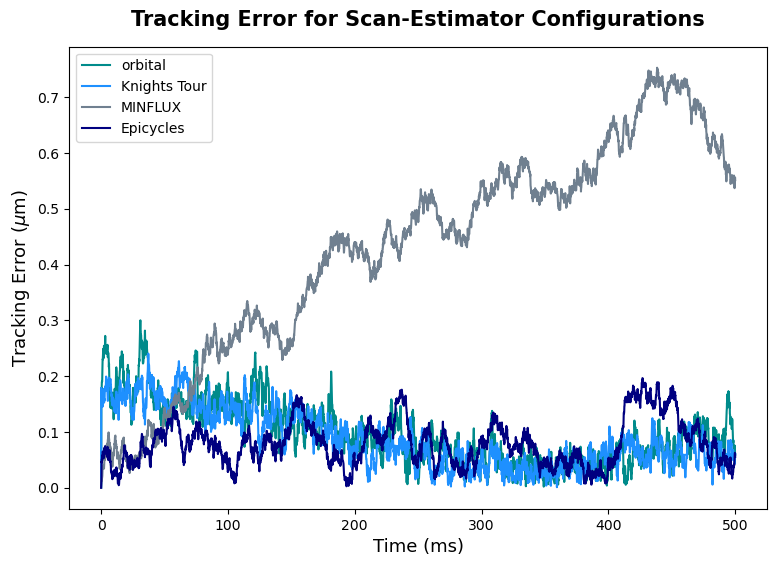 Tracking Error for Scan-Estimator Configurations
orbital
Knights Tour
MINFLUX
Epicycles
Tracking Error (μm)
0.7
0.6
0.5
0.4
0.3
0.2
0.1
0.0
0 100 200 300 400 500
Time (ms)